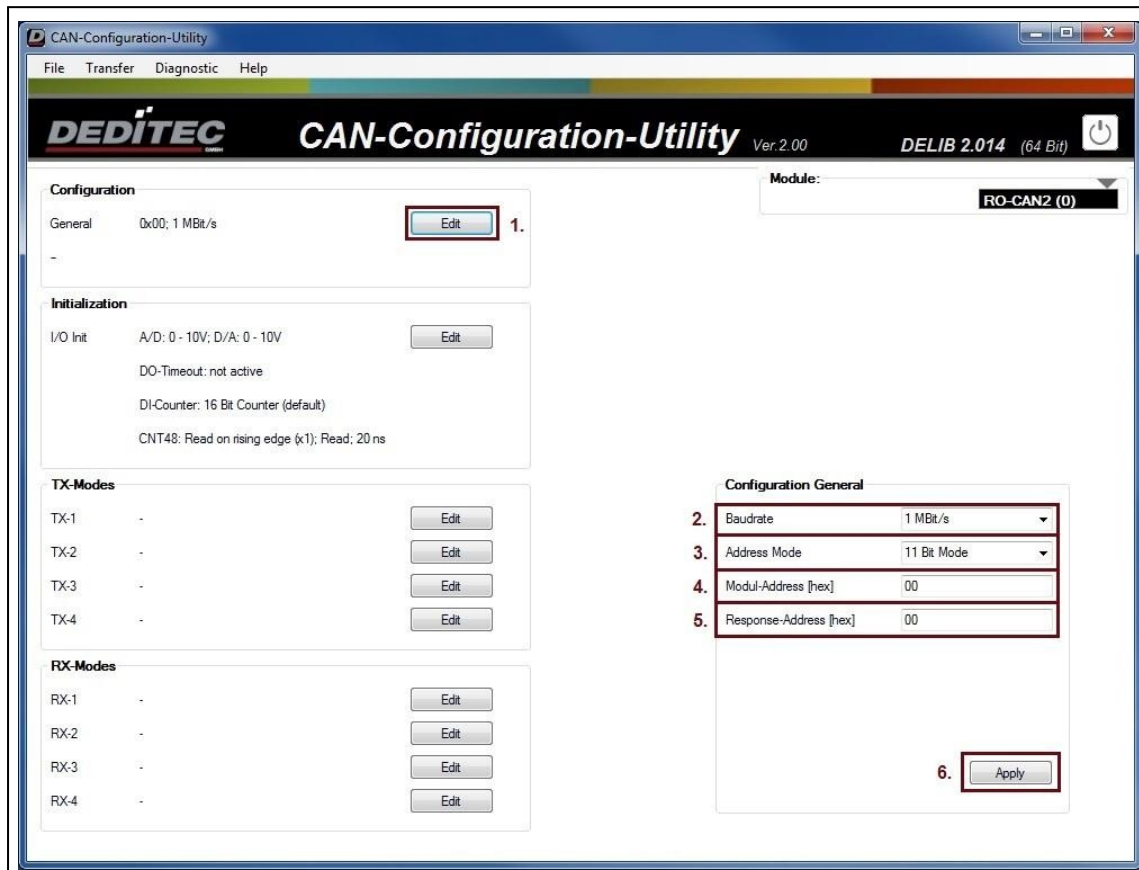 CAN-Configuration-Utility
File Transfer Diagnostic Help
DEDITEC
GMBH
CAN-Configuration-Utility Ver.2.00
DELIB 2.014 (64 Bit)
Module:
RO-CAN2 (0)
Configuration
General 0x00; 1 MBit/s Edit 1.
-
Initialization
I/O Init A/D: 0 - 10V; D/A: 0 - 10V Edit
DO-Timeout: not active
DI-Counter: 16 Bit Counter (default)
CNT48: Read on rising edge (x1); Read; 20 ns
TX-Modes
TX-1 - Edit
TX-2 - Edit
TX-3 - Edit
TX-4 - Edit
RX-Modes
RX-1 - Edit
RX-2 - Edit
RX-3 - Edit
RX-4 - Edit
Configuration General
2. Baudrate 1 MBit/s
3. Address Mode 11 Bit Mode
4. Modul-Address [hex] 00
5. Response-Address [hex] 00
6. Apply